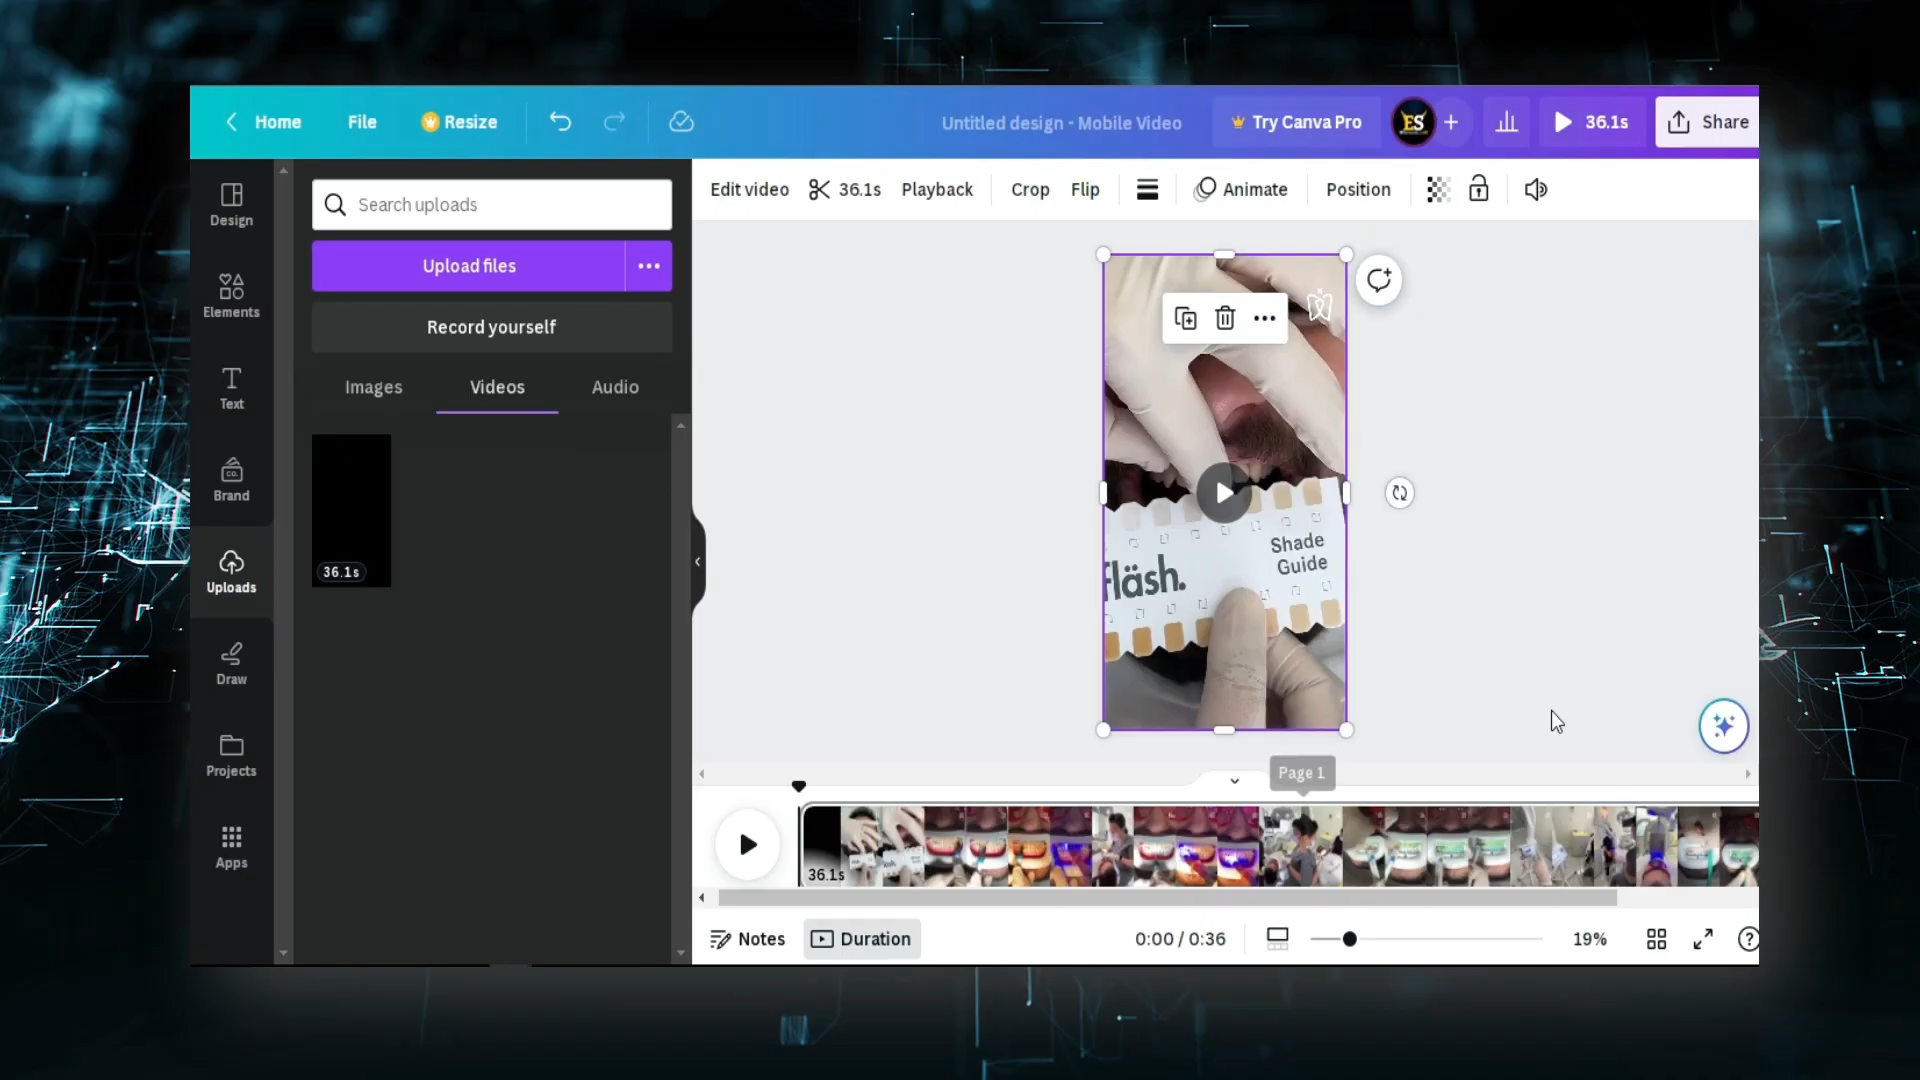 Home File Resize Untitled design - Mobile Video Try Canva Pro ES + 36.1s Share
Design
Elements
Text
Brand
CO.
Uploads
Draw
Projects
Apps
Search uploads
Upload files
Record yourself
Images Videos Audio
36.1s
Edit video 36.1s Playback Crop Flip Animate Position
Shade
Guide
fläsh.
Page 1
36.1s
Notes Duration 0:00 / 0:36 19% ?